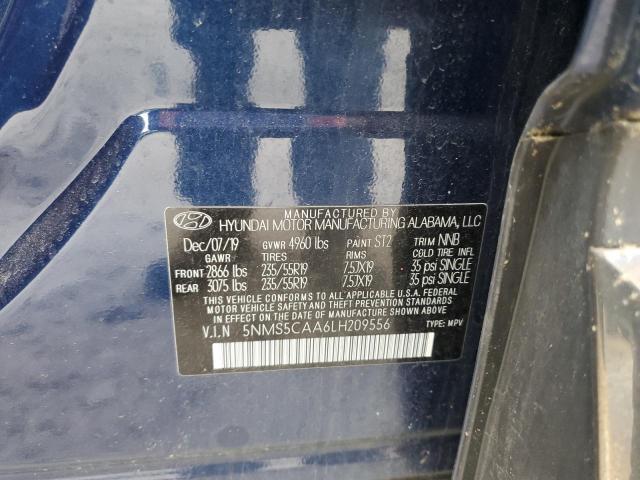 MANUFACTURED BY
HYUNDAI MOTOR MANUFACTURING ALABAMA, LLC
Dec/07/19 GVWR 4960 lbs PAINT ST2 TRIM NNB
GAWR TIRES RIMS COLD TIRE INFL
FRONT 2866 lbs 235/55R19 7.57X19 35 psi SINGLE
REAR 3075 lbs 235/55R19 7.57X19 35 psi SINGLE
THIS VEHICLE CONFORMS TO ALL APPLICABLE U.S.A. FEDERAL
MOTOR VEHICLE SAFETY, BUMPER, AND THEFT PREVENTION STANDARDS
IN EFFECT ON THE DATE OF MANUFACTURE SHOWN ABOVE.
V.I.N 5NMS5CAA6LH209556 TYPE: MPV